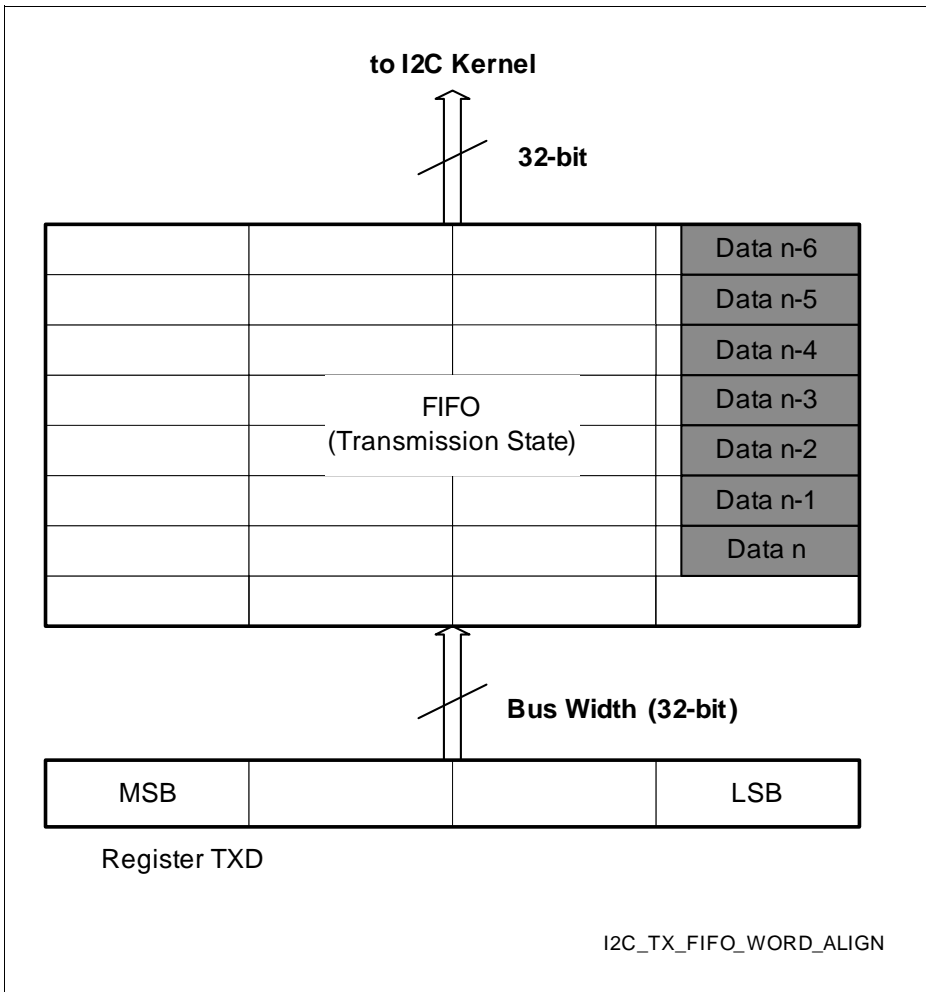 to I2C Kernel
32-bit
Data n-6
Data n-5
Data n-4
Data n-3
FIFO
(Transmission State)
Data n-2
Data n-1
Data n
Bus Width (32-bit)
MSB LSB
Register TXD
I2C_TX_FIFO_WORD_ALIGN